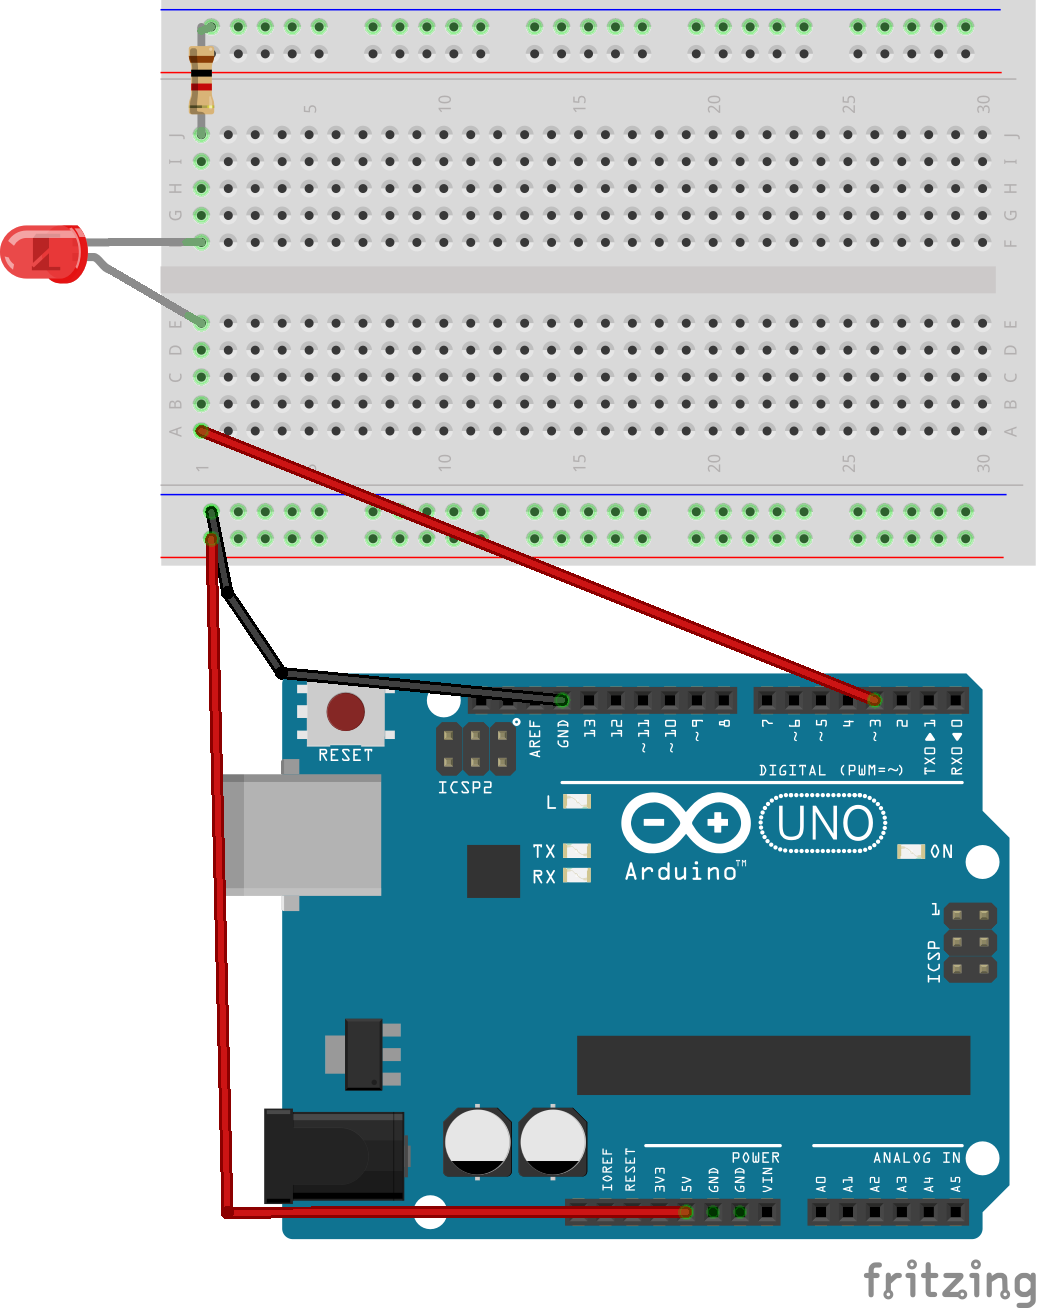 5 10 15 20 25 30
J J
I I
H H
G G
F F
E E
D D
C C
B B
A A
1 5 10 15 20 25 30
RESET
ICSP2
AREF
GND
13
12
~11
~10
~9
8
7
~6
~5
4
~3
2
TX0▶1
RX0◀0
DIGITAL (PWM=~)
L
TX
RX
UNO
Arduino™
ON
1
ICSP
IOREF
RESET
3V3
5V
GND
GND
VIN
POWER
ANALOG IN
A0
A1
A2
A3
A4
A5
fritzing